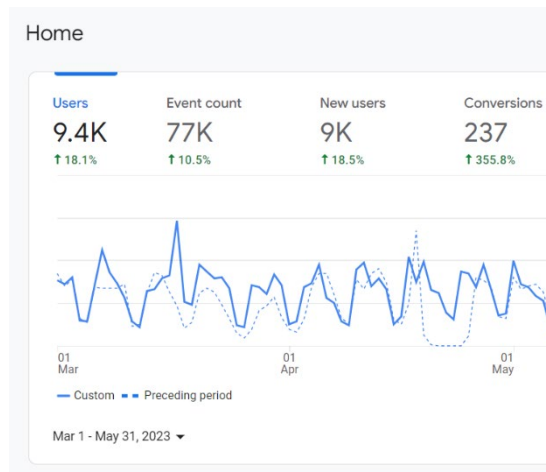 Home
Users Event count New users Conversions
9.4K 77K 9K 237
↑ 18.1% ↑ 10.5% ↑ 18.5% ↑ 355.8%
01 01 01
Mar Apr May
Custom Preceding period
Mar 1 - May 31, 2023